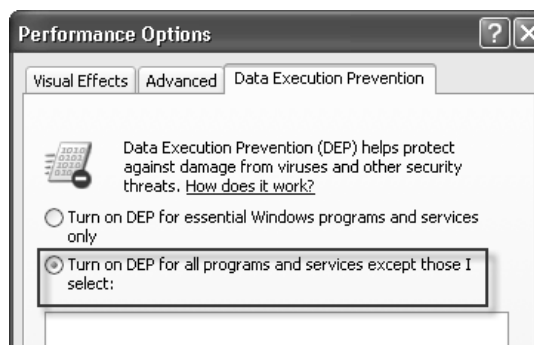 Performance Options
Visual Effects Advanced Data Execution Prevention
Data Execution Prevention (DEP) helps protect
against damage from viruses and other security
threats. How does it work?
Turn on DEP for essential Windows programs and services
only
Turn on DEP for all programs and services except those I
select: